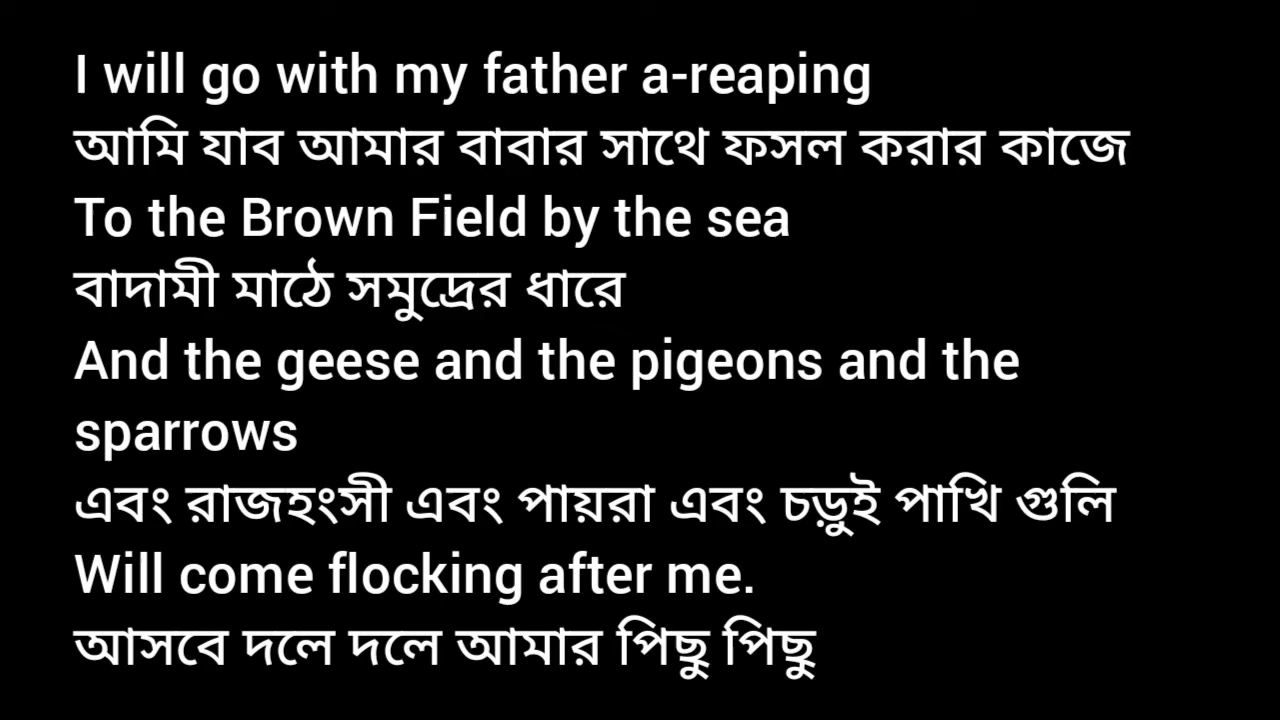 I will go with my father a-reaping
আমি যাব আমার বাবার সাথে ফসল করার কাজে
To the Brown Field by the sea
বাদামী মাঠে সমুদ্রের ধারে
And the geese and the pigeons and the
sparrows
এবং রাজহংসী এবং পায়রা এবং চড়ুই পাখি গুলি
Will come flocking after me.
আসবে দলে দলে আমার পিছু পিছু